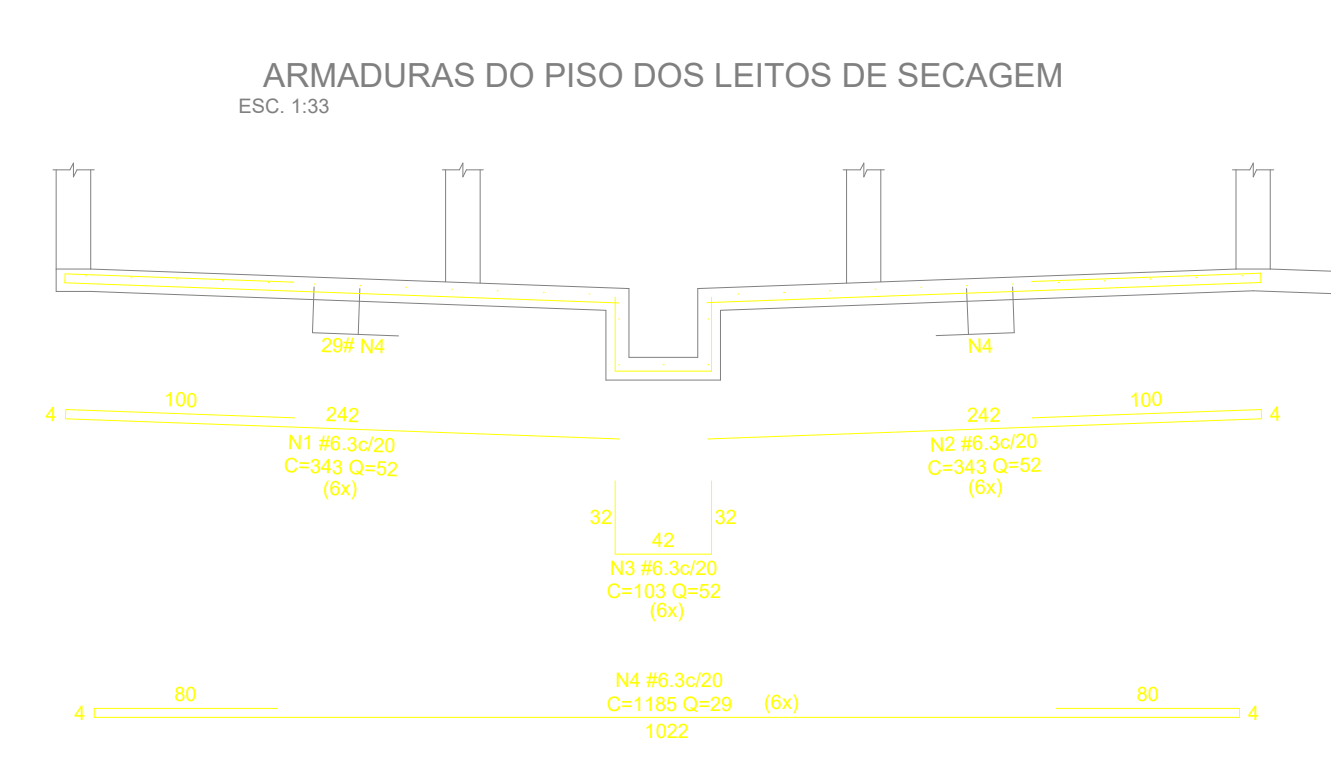 ARMADURAS DO PISO DOS LEITOS DE SECAGEM
ESC. 1:33
29# N4
N4
4
100
242
N1 #6.3c/20
C=343 Q=52
(6x)
242
100
4
N2 #6.3c/20
C=343 Q=52
(6x)
32
32
42
N3 #6.3c/20
C=103 Q=52
(6x)
N4 #6.3c/20
C=1185 Q=29 (6x)
4
80
80
4
1022